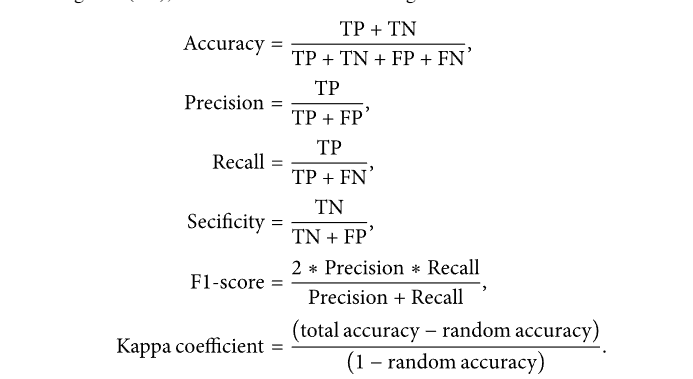 Accuracy = TP + TN / TP + TN + FP + FN,
Precision = TP / TP + FP,
Recall = TP / TP + FN,
Secificity = TN / TN + FP,
F1-score = 2 * Precision * Recall / Precision + Recall,
Kappa coefficient = (total accuracy − random accuracy) / (1 − random accuracy).